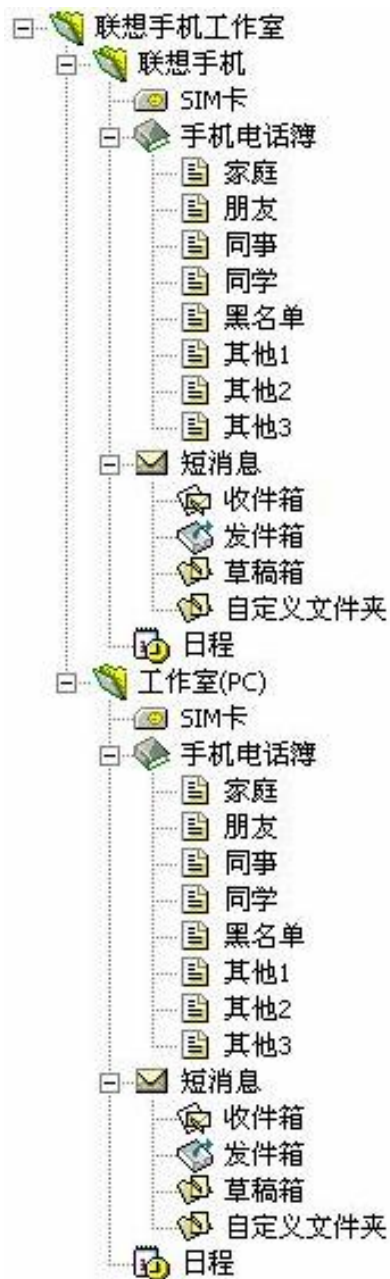 联想手机工作室
联想手机
SIM卡
手机电话簿
家庭
朋友
同事
同学
黑名单
其他1
其他2
其他3
短消息
收件箱
发件箱
草稿箱
自定义文件夹
日程
工作室(PC)
SIM卡
手机电话簿
家庭
朋友
同事
同学
黑名单
其他1
其他2
其他3
短消息
收件箱
发件箱
草稿箱
自定义文件夹
日程